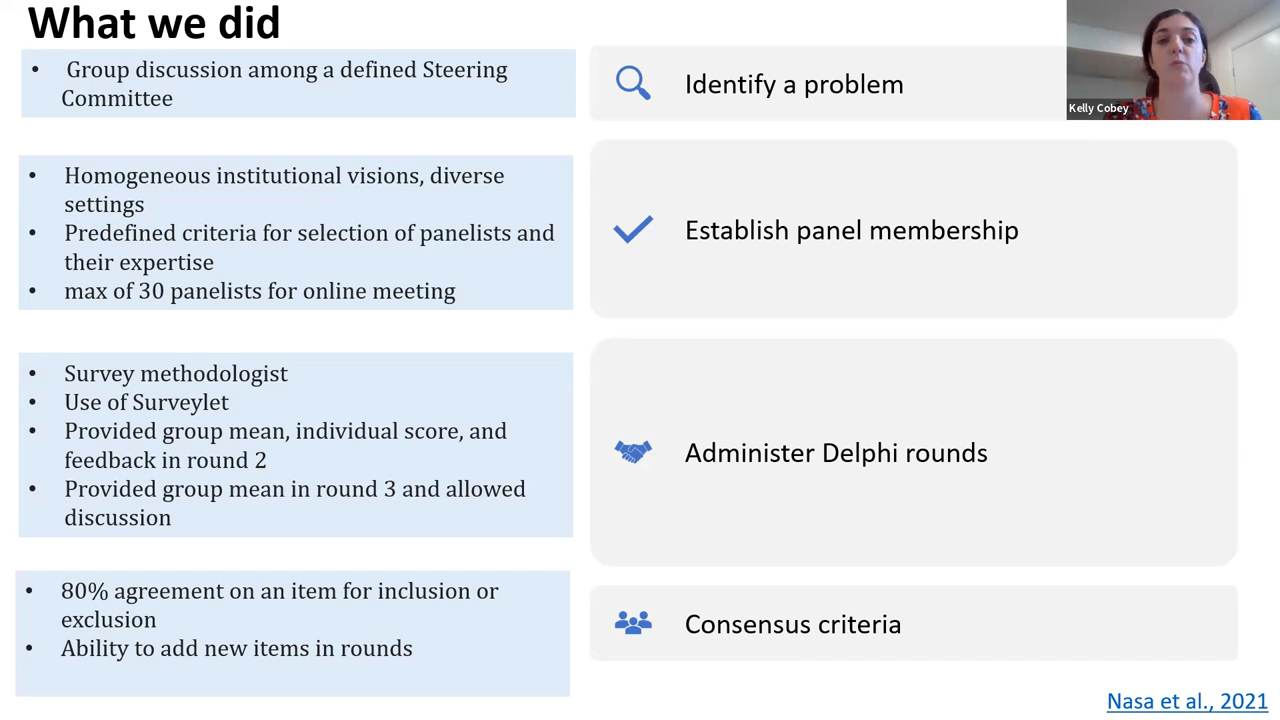 What we did
• Group discussion among a defined Steering
Committee
Identify a problem
Kelly Cobey
• Homogeneous institutional visions, diverse
settings
• Predefined criteria for selection of panelists and
their expertise
• max of 30 panelists for online meeting
Establish panel membership
• Survey methodologist
• Use of Surveylet
• Provided group mean, individual score, and
feedback in round 2
• Provided group mean in round 3 and allowed
discussion
Administer Delphi rounds
• 80% agreement on an item for inclusion or
exclusion
• Ability to add new items in rounds
Consensus criteria
Nasa et al., 2021